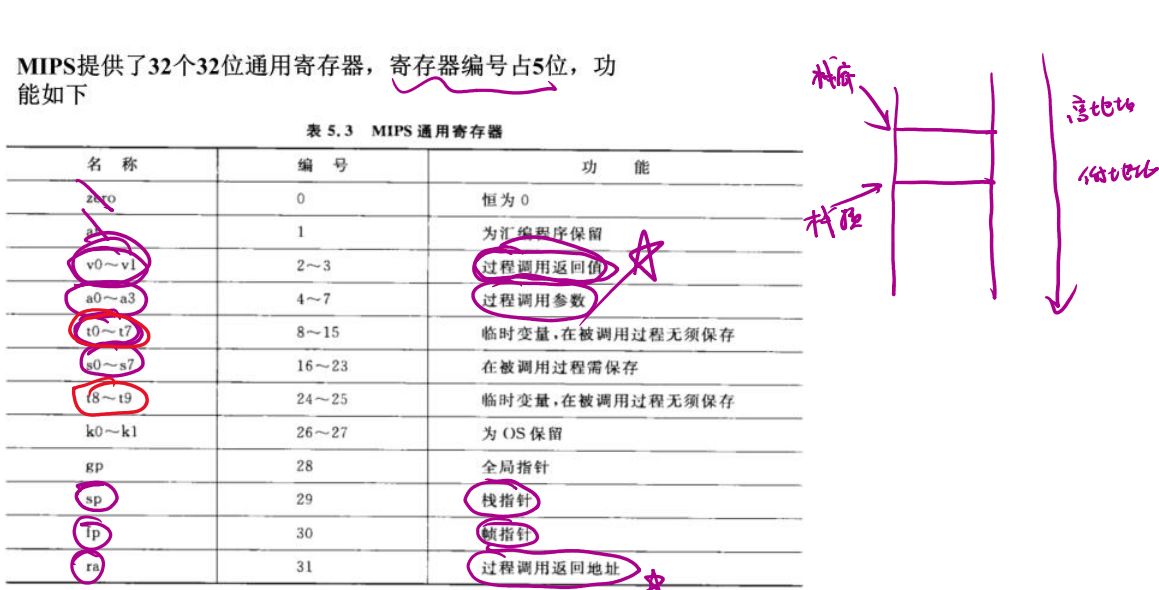 MIPS提供了32个32位通用寄存器，寄存器编号占5位，功
能如下
表 5.3 MIPS 通用寄存器
名 称 编 号 功 能
zero 0 恒为 0
1 为汇编程序保留
v0～v1 2～3 过程调用返回值
a0～a3 4～7 过程调用参数
t0～t7 8～15 临时变量,在被调用过程无须保存
s0～s7 16～23 在被调用过程需保存
t8～t9 24～25 临时变量,在被调用过程无须保存
k0～k1 26～27 为 OS 保留
gp 28 全局指针
sp 29 栈指针
fp 30 帧指针
ra 31 过程调用返回地址
栈底
高地址
低地址
栈顶